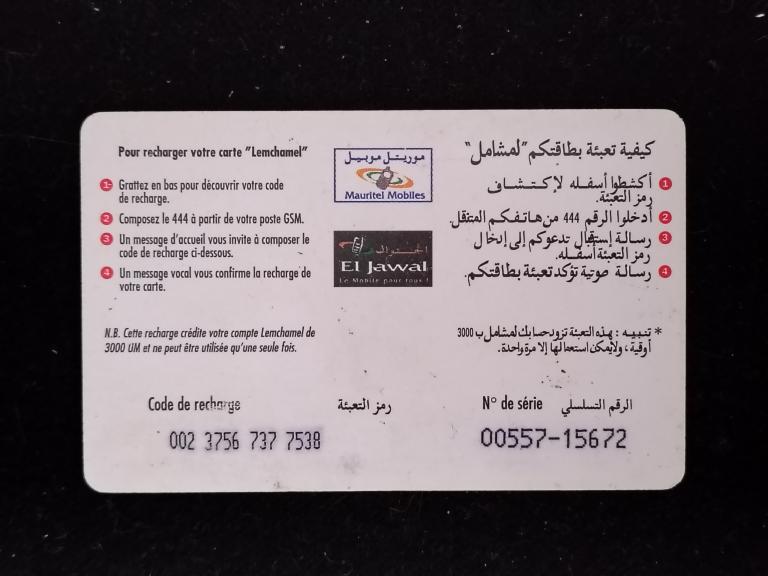 Pour recharger votre carte "Lemchamel"
1- Grattez en bas pour découvrir votre code
de recharge.
2 Composez le 444 à partir de votre poste GSM.
3 Un message d'accueil vous invite à composer le
code de recharge ci-dessous.
4 Un message vocal vous confirme la recharge de
votre carte.
N.B. Cette recharge crédite votre compte Lemchamel de
3000 UM et ne peut être utilisée qu'une seule fois.
موريتل موبيل
Mauritel Mobiles
الجوال
El Jawal
Le Mobile pour tous !
كيفية تعبئة بطاقتكم "لمشامل"
1 أكشطوا أسفله لإكتشاف
رمز التعبئة.
2 أدخلوا الرقم 444 من هاتفكم المتنقل.
3 رسالة إستقبال تدعوكم إلى إدخال
رمز التعبئة أسفله.
4 رسالة صوتية تؤكد تعبئة بطاقتكم.
* تنبيه : هذه التعبئة تزود حسابك لمشامل ب 3000
أوقية، ولايمكن استعمالها إلا مرة واحدة.
Code de recharge رمز التعبئة
002 3756 737 7538
N° de série الرقم التسلسلي
00557-15672